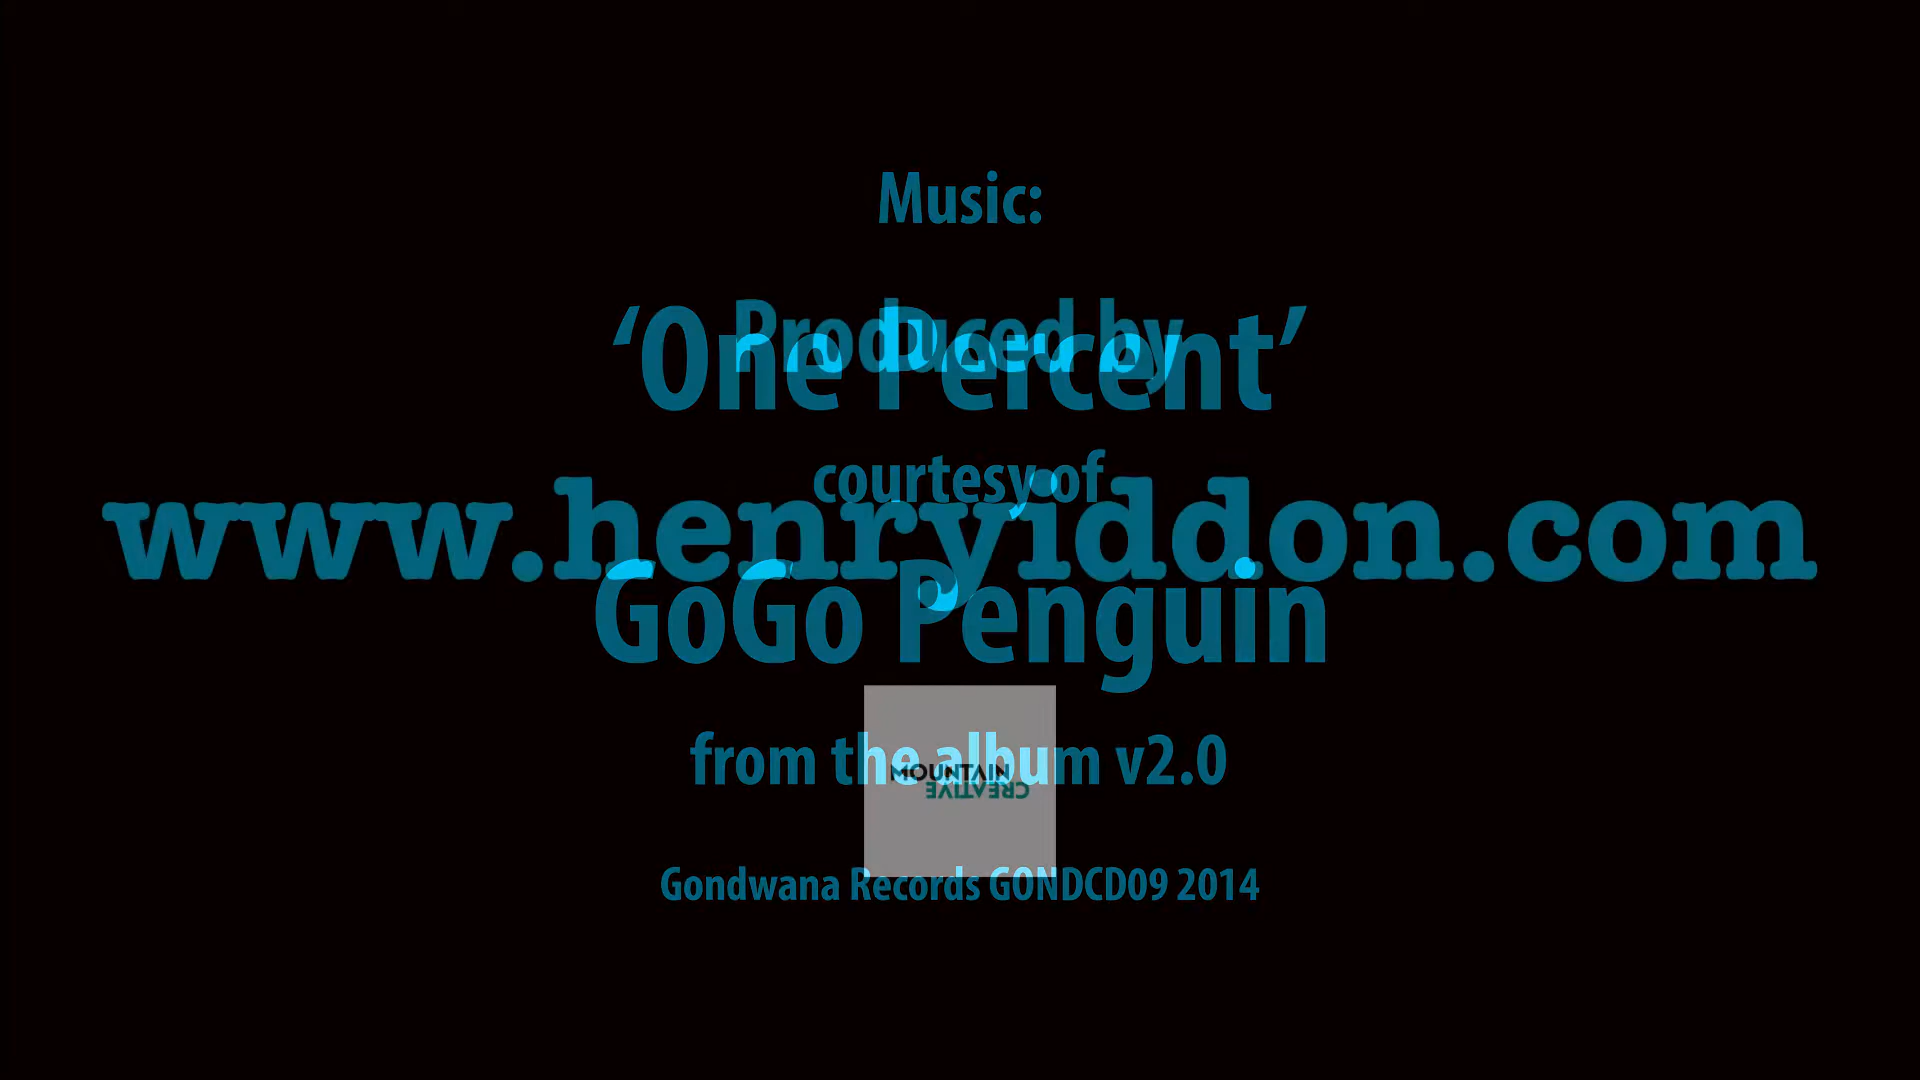 Music:
Produced by
‘One Percent’
courtesy of
www.henryiddon.com
GoGo Penguin
from the album v2.0
MOUNTAIN
CREATIVE
Gondwana Records GONDCD09 2014